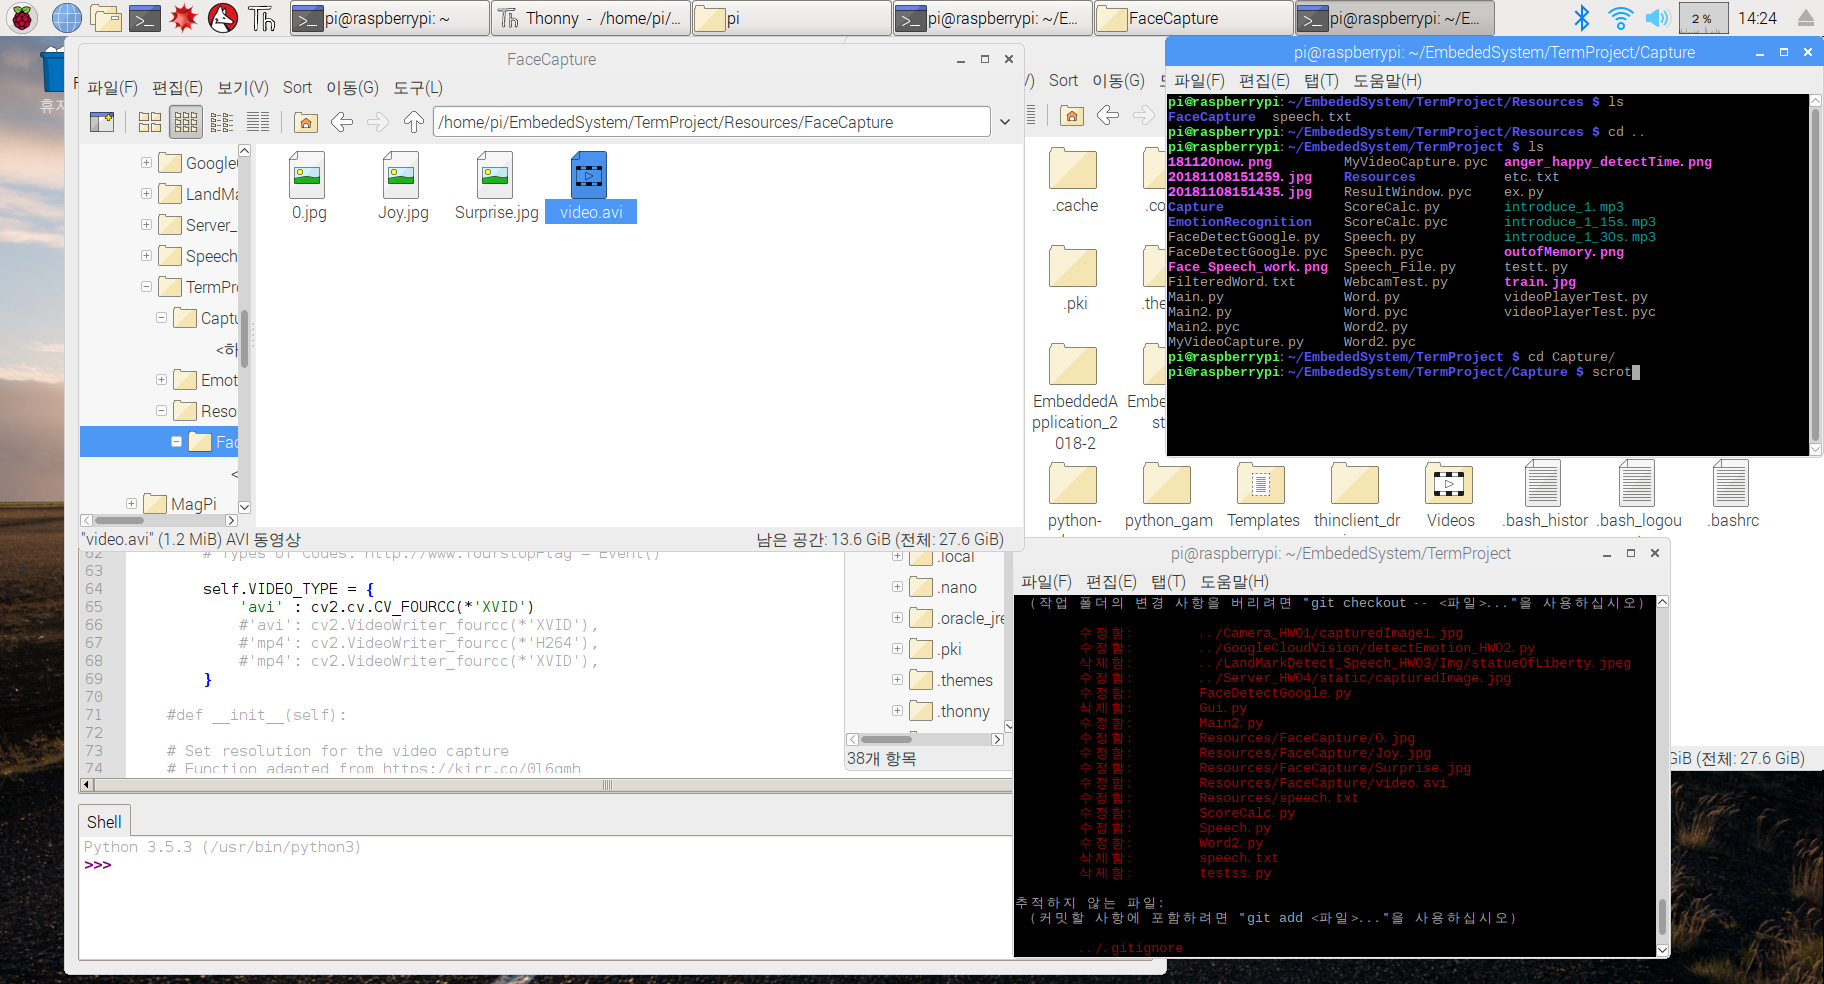 pi@raspberrypi: ~
Thonny - /home/pi/...
pi
pi@raspberrypi: ~/E...
FaceCapture
pi@raspberrypi: ~/E...
2 %
14:24
FaceCapture
파일(F) 편집(E) 보기(V) Sort 이동(G) 도구(L)
/home/pi/EmbededSystem/TermProject/Resources/FaceCapture
Google
LandMa
Server_
Speech
TermPro
Captu
<하
Emot
Reso
Fac
<
MagPi
0.jpg
Joy.jpg
Surprise.jpg
video.avi
"video.avi" (1.2 MiB) AVI 동영상
남은 공간: 13.6 GiB (전체: 27.6 GiB)
V) Sort 이동(G)
.cache
.co
.pki
.the
EmbeddedA
pplication_2
018-2
Embe
st
python-
python_gam
Templates
thinclient_dr
Videos
.bash_histor
.bash_logou
.bashrc
pi@raspberrypi: ~/EmbededSystem/TermProject/Capture
파일(F) 편집(E) 탭(T) 도움말(H)
pi@raspberrypi:~/EmbededSystem/TermProject/Resources $ ls
FaceCapture speech.txt
pi@raspberrypi:~/EmbededSystem/TermProject/Resources $ cd ..
pi@raspberrypi:~/EmbededSystem/TermProject $ ls
181120now.png MyVideoCapture.pyc anger_happy_detectTime.png
20181108151259.jpg Resources etc.txt
20181108151435.jpg ResultWindow.pyc ex.py
Capture ScoreCalc.py introduce_1.mp3
EmotionRecognition ScoreCalc.pyc introduce_1_15s.mp3
FaceDetectGoogle.py Speech.py introduce_1_30s.mp3
FaceDetectGoogle.pyc Speech.pyc outofMemory.png
Face_Speech_work.png Speech_File.py testt.py
FilteredWord.txt WebcamTest.py train.jpg
Main.py Word.py videoPlayerTest.py
Main2.py Word.pyc videoPlayerTest.pyc
Main2.pyc Word2.py
MyVideoCapture.py Word2.pyc
pi@raspberrypi:~/EmbededSystem/TermProject $ cd Capture/
pi@raspberrypi:~/EmbededSystem/TermProject/Capture $ scrot
62 # Types of Codes: http://www.fourstopFlag = Event()
63
64 self.VIDEO_TYPE = {
65 'avi' : cv2.cv.CV_FOURCC(*'XVID')
66 #'avi': cv2.VideoWriter_fourcc(*'XVID'),
67 #'mp4': cv2.VideoWriter_fourcc(*'H264'),
68 #'mp4': cv2.VideoWriter_fourcc(*'XVID'),
69 }
70
71 #def __init__(self):
72
73 # Set resolution for the video capture
74 # Function adapted from https://kirr.co/0l6qmh
Shell
Python 3.5.3 (/usr/bin/python3)
>>>
.local
.nano
.oracle_jre
.pki
.themes
.thonny
38개 항목
GiB (전체: 27.6 GiB)
pi@raspberrypi: ~/EmbededSystem/TermProject
파일(F) 편집(E) 탭(T) 도움말(H)
(작업 폴더의 변경 사항을 버리려면 "git checkout -- <파일>..."을 사용하십시오)
수정함: ../Camera_HW01/capturedImage1.jpg
수정함: ../GoogleCloudVision/detectEmotion_HW02.py
삭제함: ../LandMarkDetect_Speech_HW03/Img/statueOfLiberty.jpeg
수정함: ../Server_HW04/static/capturedImage.jpg
수정함: FaceDetectGoogle.py
삭제함: Gui.py
수정함: Main2.py
수정함: Resources/FaceCapture/0.jpg
수정함: Resources/FaceCapture/Joy.jpg
수정함: Resources/FaceCapture/Surprise.jpg
수정함: Resources/FaceCapture/video.avi
수정함: Resources/speech.txt
수정함: ScoreCalc.py
수정함: Speech.py
수정함: Word2.py
삭제함: speech.txt
삭제함: testss.py
추적하지 않는 파일:
(커밋할 사항에 포함하려면 "git add <파일>..."을 사용하십시오)
../.gitignore